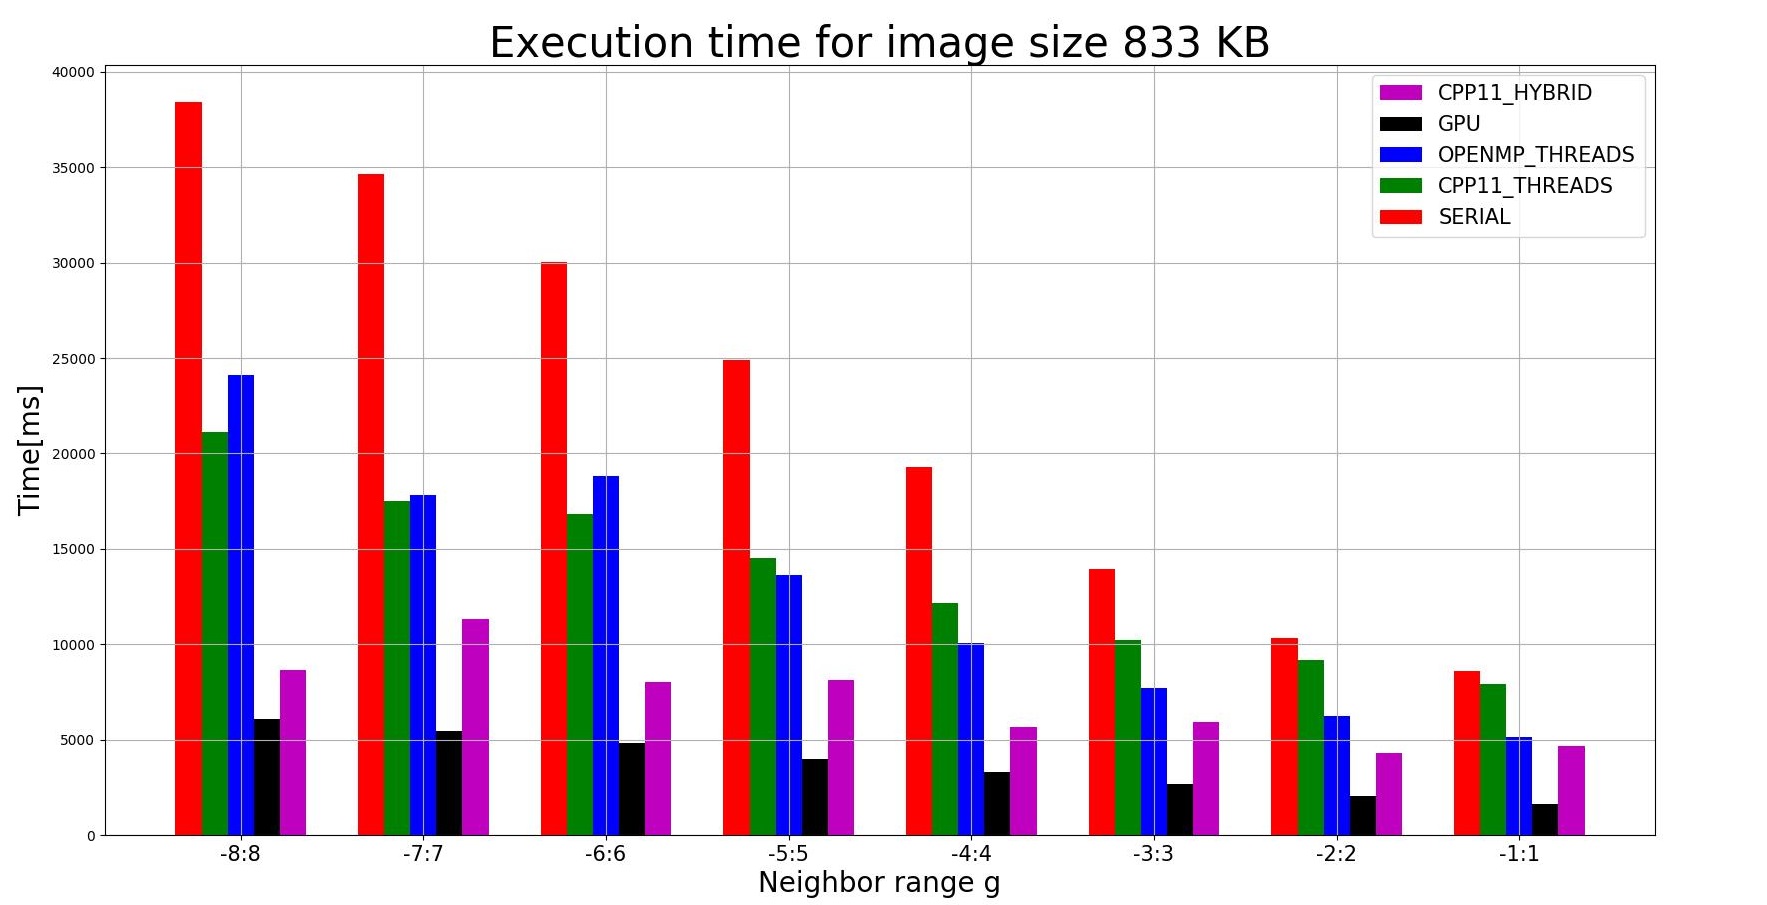 Execution time for image size 833 KB
40000
35000
30000
25000
20000
15000
10000
5000
0
Time[ms]
CPP11_HYBRID
GPU
OPENMP_THREADS
CPP11_THREADS
SERIAL
-8:8 -7:7 -6:6 -5:5 -4:4 -3:3 -2:2 -1:1
Neighbor range g